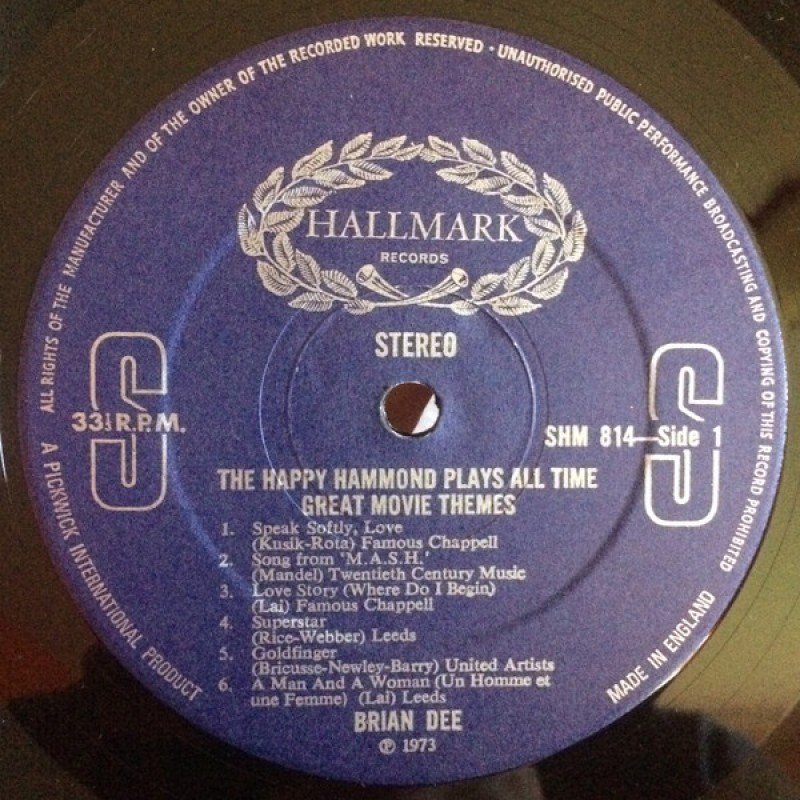 ALL RIGHTS OF THE MANUFACTURER AND OF THE OWNER OF THE RECORDED WORK RESERVED · UNAUTHORISED PUBLIC PERFORMANCE BROADCASTING AND COPYING OF THIS RECORD PROHIBITED
HALLMARK
RECORDS
STEREO
33⅓ R.P.M.
SHM 814—Side 1
THE HAPPY HAMMOND PLAYS ALL TIME
GREAT MOVIE THEMES
1. Speak Softly, Love
(Kusik-Rota) Famous Chappell
2. Song from 'M.A.S.H.'
(Mandel) Twentieth Century Music
3. Love Story (Where Do I Begin)
(Lai) Famous Chappell
4. Superstar
(Rice-Webber) Leeds
5. Goldfinger
(Bricusse-Newley-Barry) United Artists
6. A Man And A Woman (Un Homme et
une Femme) (Lai) Leeds
BRIAN DEE
℗ 1973
A PICKWICK INTERNATIONAL PRODUCT
MADE IN ENGLAND